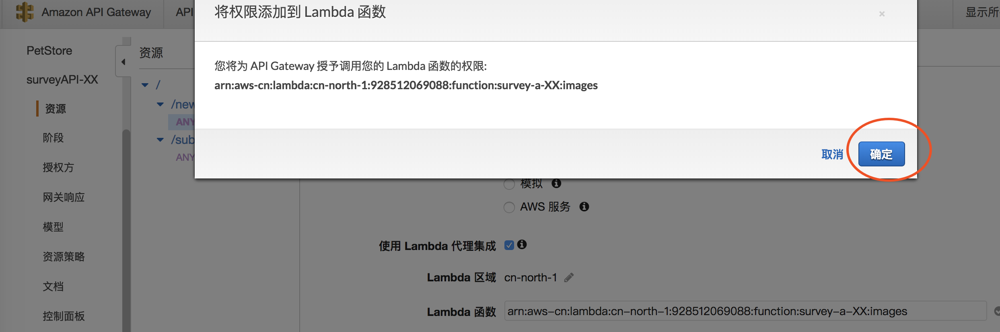 Amazon API Gateway
API
将权限添加到 Lambda 函数
×
显示所
PetStore
surveyAPI-XX
资源
阶段
授权方
网关响应
模型
资源策略
文档
控制面板
资源
/
/new
ANY
/sub
ANY
您将为 API Gateway 授予调用您的 Lambda 函数的权限:
arn:aws-cn:lambda:cn-north-1:928512069088:function:survey-a-XX:images
取消
确定
模拟
AWS 服务
使用 Lambda 代理集成
Lambda 区域 cn-north-1
Lambda 函数 arn:aws-cn:lambda:cn-north-1:928512069088:function:survey-a-XX:images